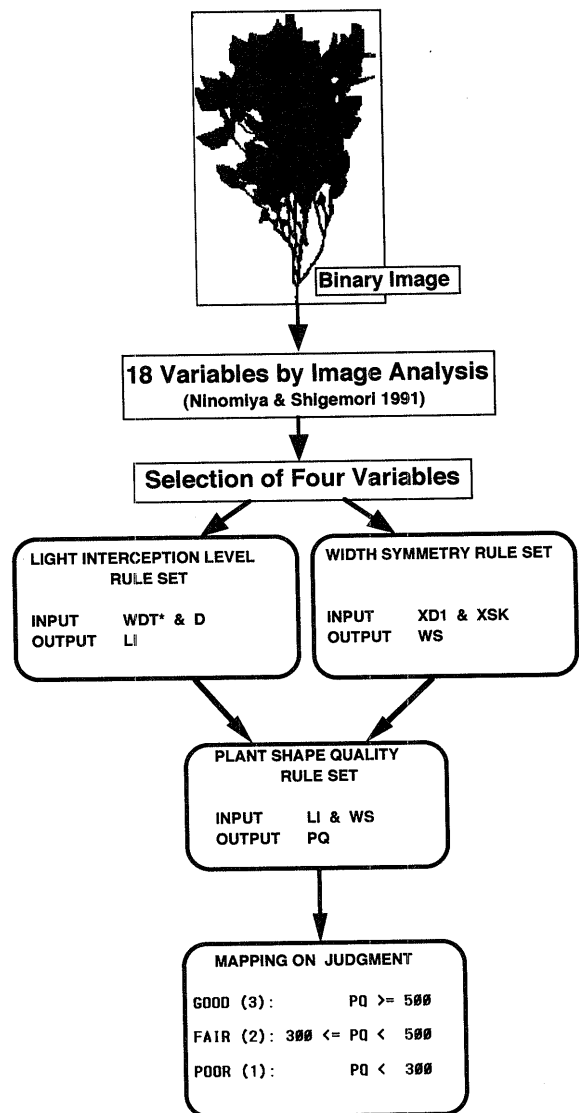 Binary Image
18 Variables by Image Analysis
(Ninomiya & Shigemori 1991)
Selection of Four Variables
LIGHT INTERCEPTION LEVEL
RULE SET
INPUT WDT* & D
OUTPUT LI
WIDTH SYMMETRY RULE SET
INPUT XD1 & XSK
OUTPUT WS
PLANT SHAPE QUALITY
RULE SET
INPUT LI & WS
OUTPUT PQ
MAPPING ON JUDGMENT
GOOD (3): PQ >= 500
FAIR (2): 300 <= PQ < 500
POOR (1): PQ < 300